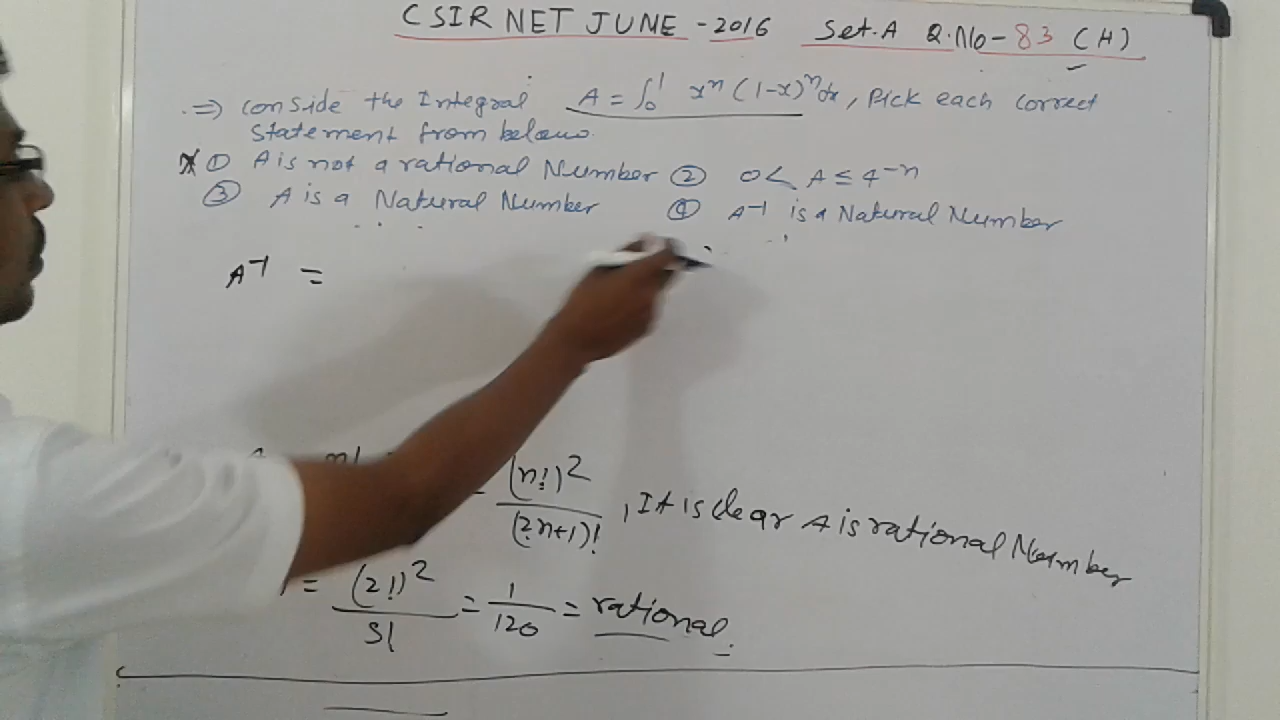 CSIR NET JUNE - 2016 Set.A Q.No- 83 (H)
⇒ Conside the Integral A = ∫₀¹ xⁿ (1-x)ⁿ dx, Pick each correct
statement from below.
① A is not a rational Number ② 0 < A ≤ 4⁻ⁿ
③ A is a Natural Number ④ A⁻¹ is a Natural Number
A⁻¹ =
n! = (n!)² / (2n+1)! , It is clear A is rational Number
= (2!)² / 5! = 1/120 = rational.